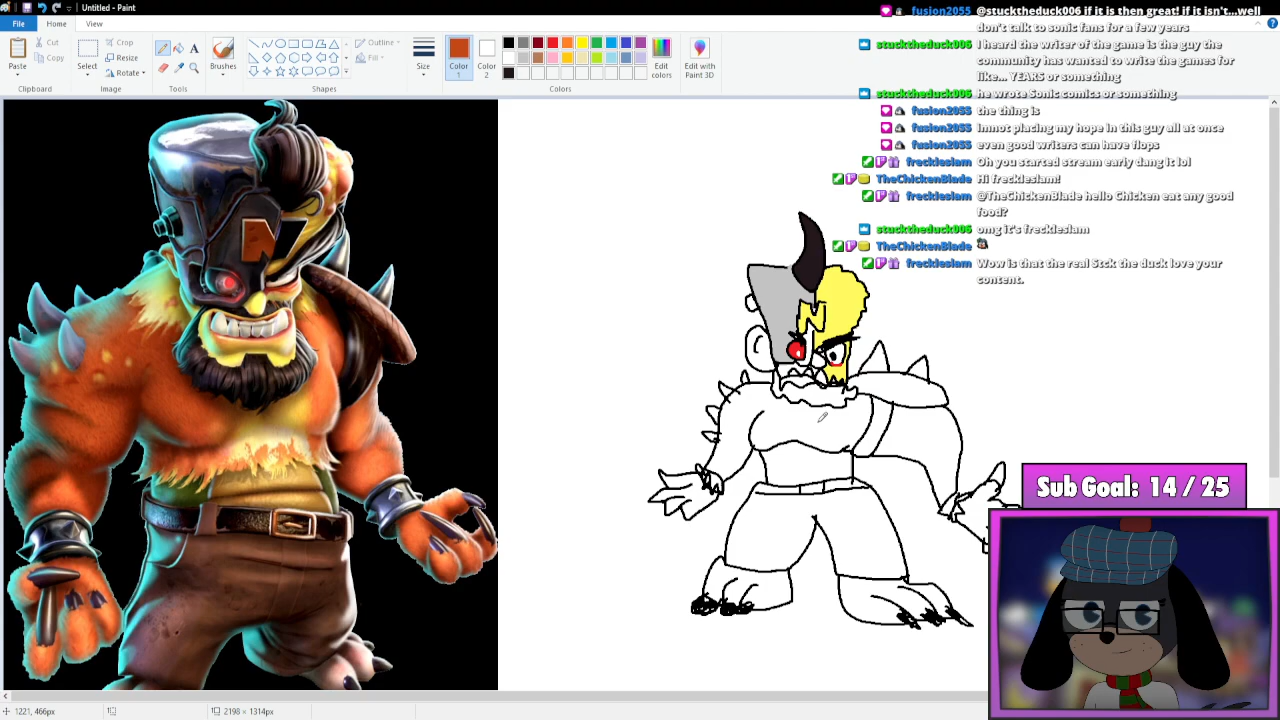 Untitled - Paint
File
Home
View
Paste
Cut
Copy
Clipboard
Select
Crop
Resize
Rotate
Image
A
Tools
Brushes
Outline
Fill
Shapes
Size
Color
1
Color
2
Colors
Edit
colors
Edit with
Paint 3D
fusion2055 @stucktheduck006 if it is then great! if it isn't...well
don't talk to sonic fans for a few years
stucktheduck006 I heard the writer of the game is the guy the
community has wanted to write the games for
like... YEARS or something
stucktheduck006 he wrote Sonic comics or something
fusion2055 the thing is
fusion2055 Imnot placing my hope in this guy all at once
fusion2055 even good writers can have flops
freckleslam Oh you started stream early dang it lol
TheChickenBlade Hi freckleslam!
freckleslam @TheChickenBlade hello Chicken eat any good
food?
stucktheduck006 omg it's freckleslam
TheChickenBlade
freckleslam Wow is that the real Stck the duck love your
content.
N
Sub Goal: 14 / 25
1221, 466px
2198 × 1314px